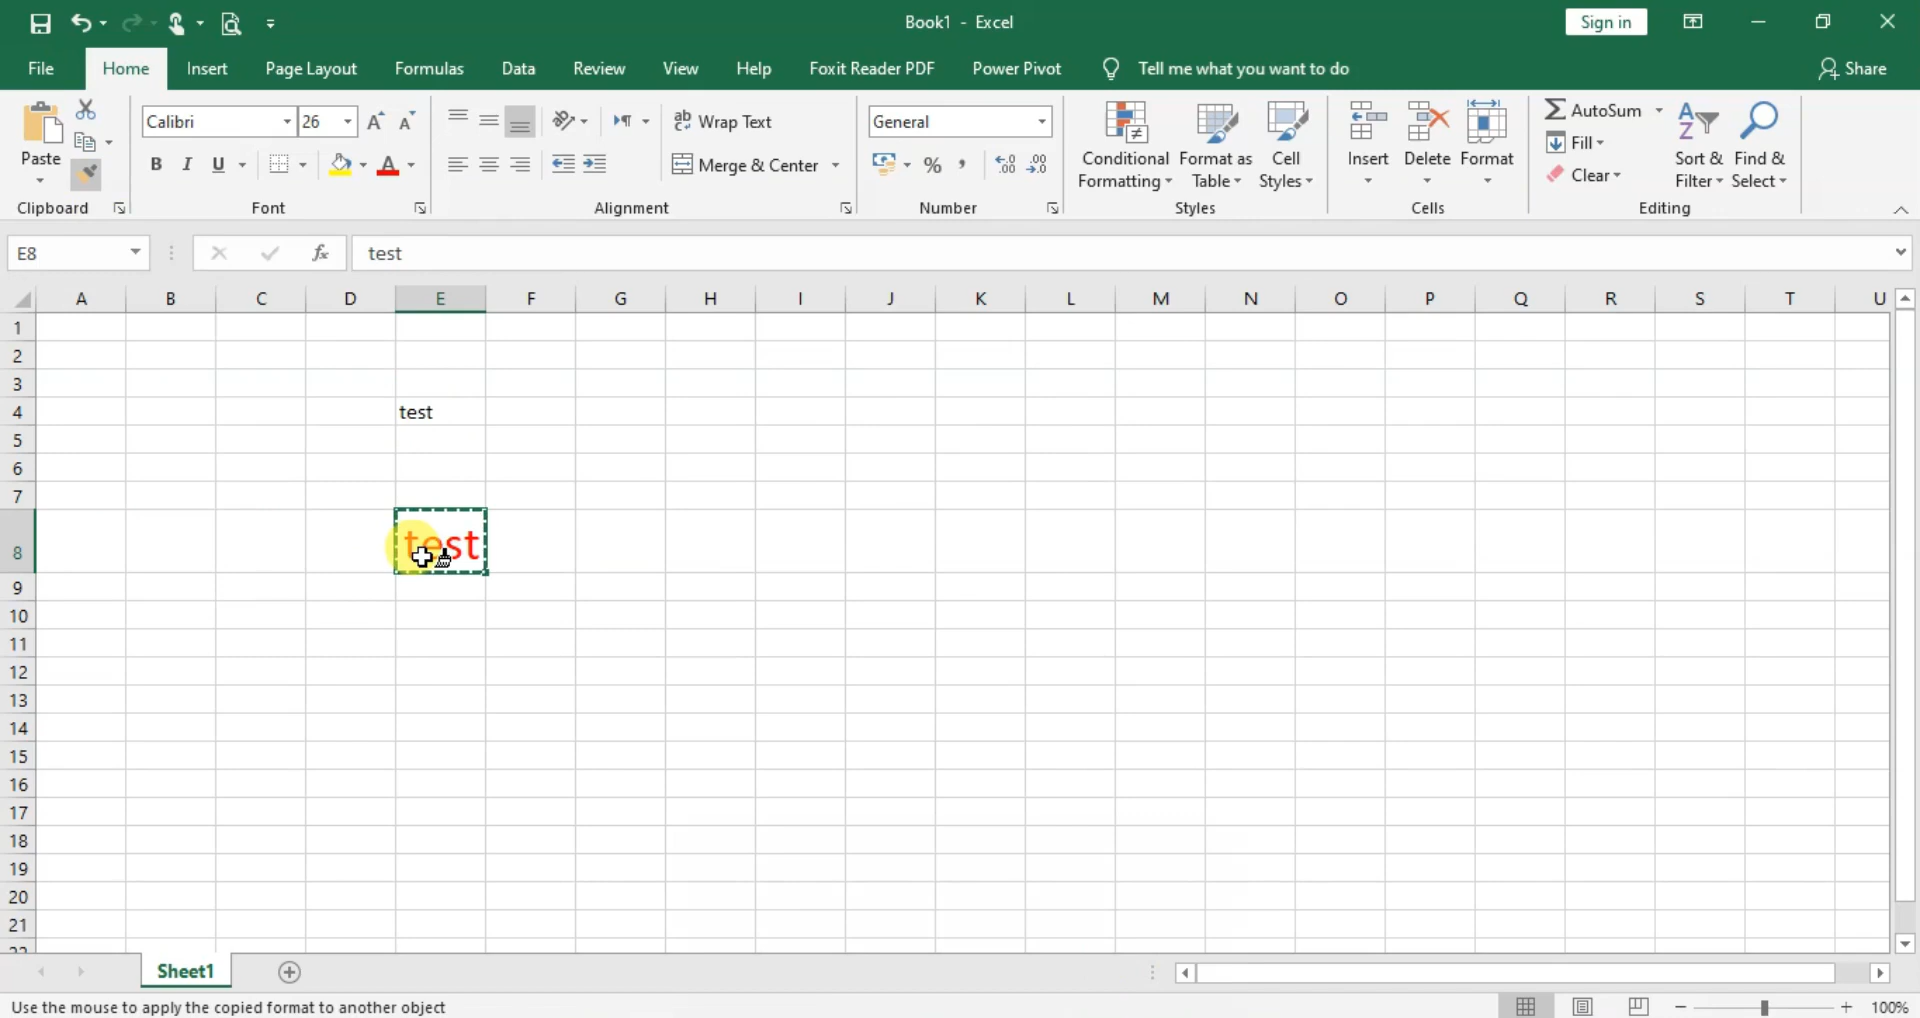 Book1 - Excel
Sign in
File Home Insert Page Layout Formulas Data Review View Help Foxit Reader PDF Power Pivot Tell me what you want to do Share
Calibri 26 Wrap Text General AutoSum
Fill
Paste Merge & Center % Conditional Formatting Format as Table Cell Styles Insert Delete Format Clear Sort & Filter Find & Select
B I U A
Clipboard Font Alignment Number Styles Cells Editing
E8 fx test
A B C D E F G H I J K L M N O P Q R S T U
1
2
3
4 test
5
6
7
8 test
9
10
11
12
13
14
15
16
17
18
19
20
21
22
Sheet1
Use the mouse to apply the copied format to another object 100%